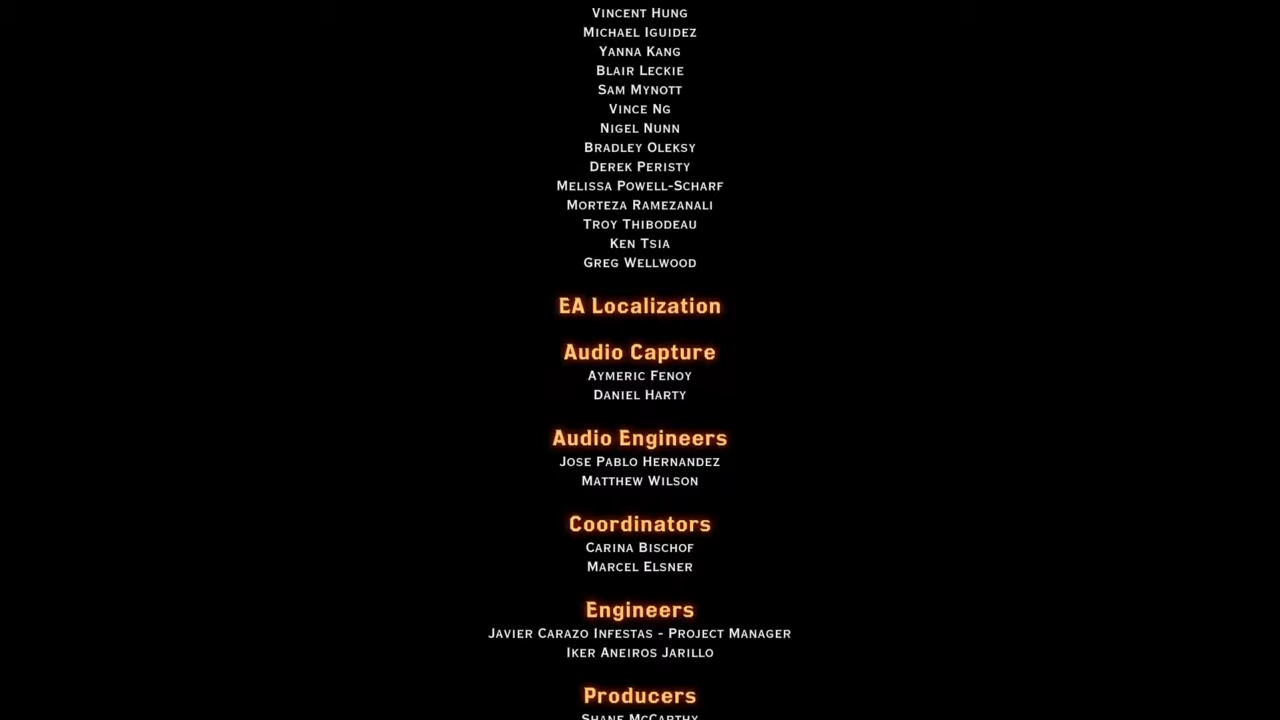 Vincent Hung
Michael Iguidez
Yanna Kang
Blair Leckie
Sam Mynott
Vince Ng
Nigel Nunn
Bradley Oleksy
Derek Peristy
Melissa Powell-Scharf
Morteza Ramezanali
Troy Thibodeau
Ken Tsia
Greg Wellwood
EA Localization
Audio Capture
Aymeric Fenoy
Daniel Harty
Audio Engineers
Jose Pablo Hernandez
Matthew Wilson
Coordinators
Carina Bischof
Marcel Elsner
Engineers
Javier Carazo Infestas - Project Manager
Iker Aneiros Jarillo
Producers
Shane McCarthy